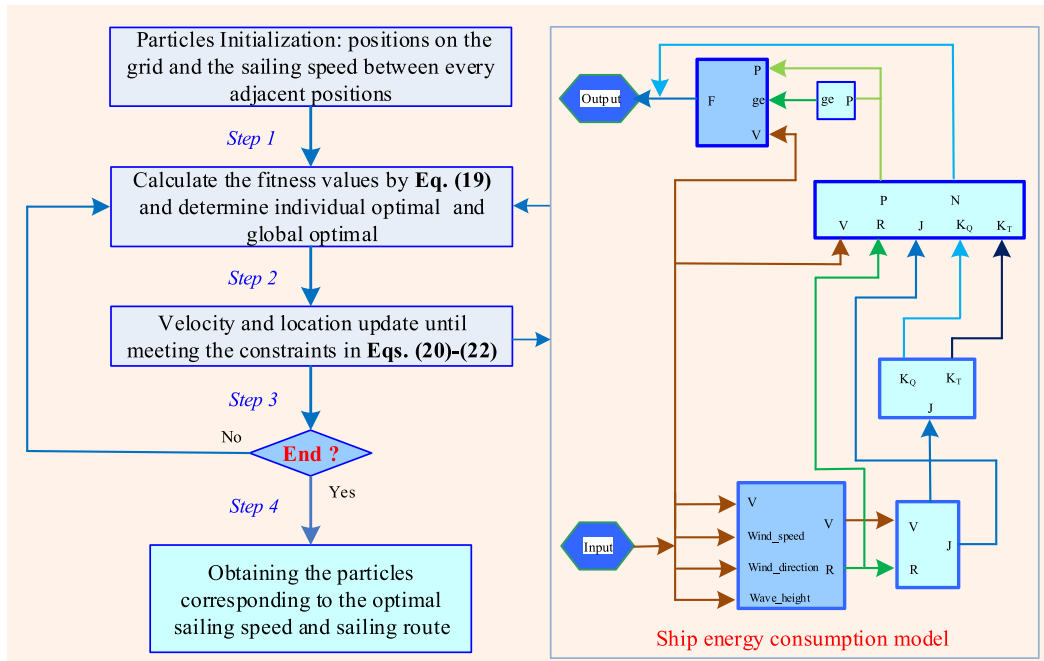 Particles Initialization: positions on the
grid and the sailing speed between every
adjacent positions
Step 1
Calculate the fitness values by Eq. (19)
and determine individual optimal and
global optimal
Step 2
Velocity and location update until
meeting the constraints in Eqs. (20)-(22)
Step 3
No
End ?
Yes
Step 4
Obtaining the particles
corresponding to the optimal
sailing speed and sailing route
Output
F
P
ge
V
ge P
P N
V R J KQ KT
KQ KT
J
Input
V
Wind_speed
Wind_direction
Wave_height
V
R
V
R
J
Ship energy consumption model